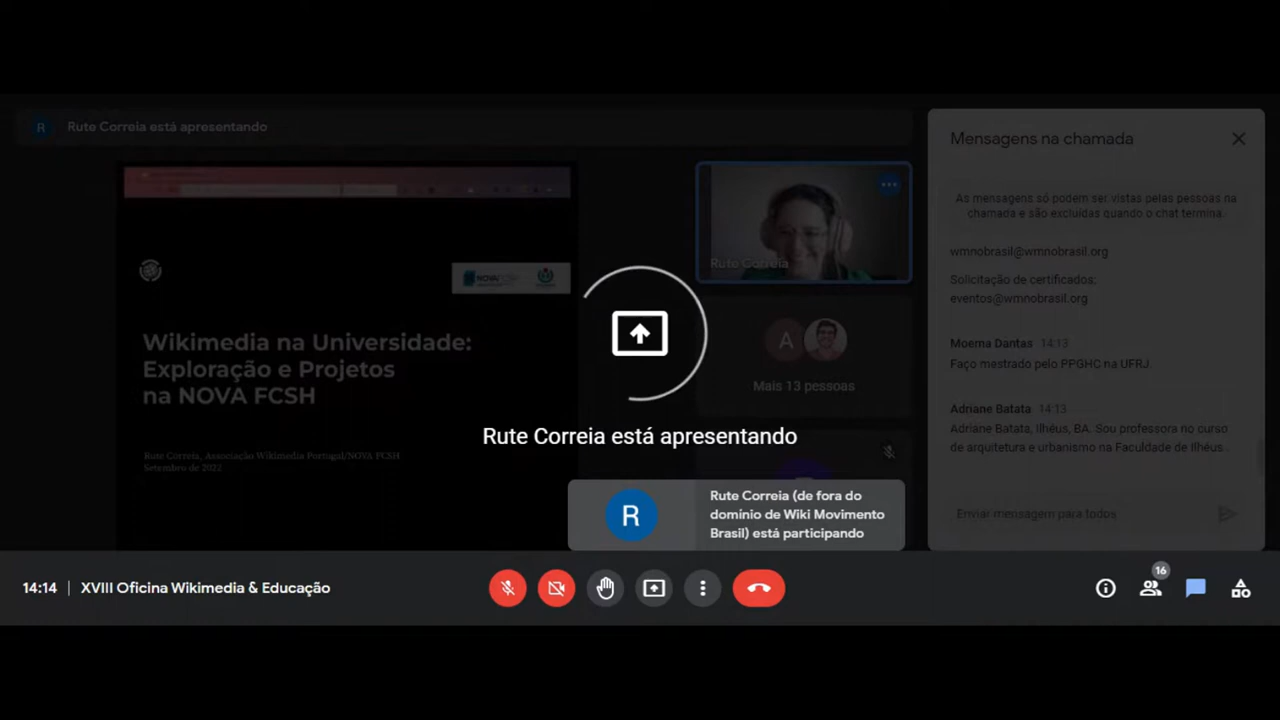 R Rute Correia está apresentando
Wikimedia na Universidade:
Exploração e Projetos
na NOVA FCSH
Rute Correia, Associação Wikimedia Portugal/NOVA FCSH
Setembro de 2022
Rute Correia
A
Mais 13 pessoas
Rute Correia está apresentando
R
Rute Correia (de fora do
domínio de Wiki Movimento
Brasil) está participando
Mensagens na chamada
As mensagens só podem ser vistas pelas pessoas na
chamada e são excluídas quando o chat termina.
wmnobrasil@wmnobrasil.org
Solicitação de certificados:
eventos@wmnobrasil.org
Moema Dantas 14:13
Faço mestrado pelo PPGHC na UFRJ
Adriane Batata 14:13
Adriane Batata, Ilhéus, BA. Sou professora no curso
de arquitetura e urbanismo na Faculdade de Ilhéus.
Enviar mensagem para todos
14:14 | XVIII Oficina Wikimedia & Educação
16